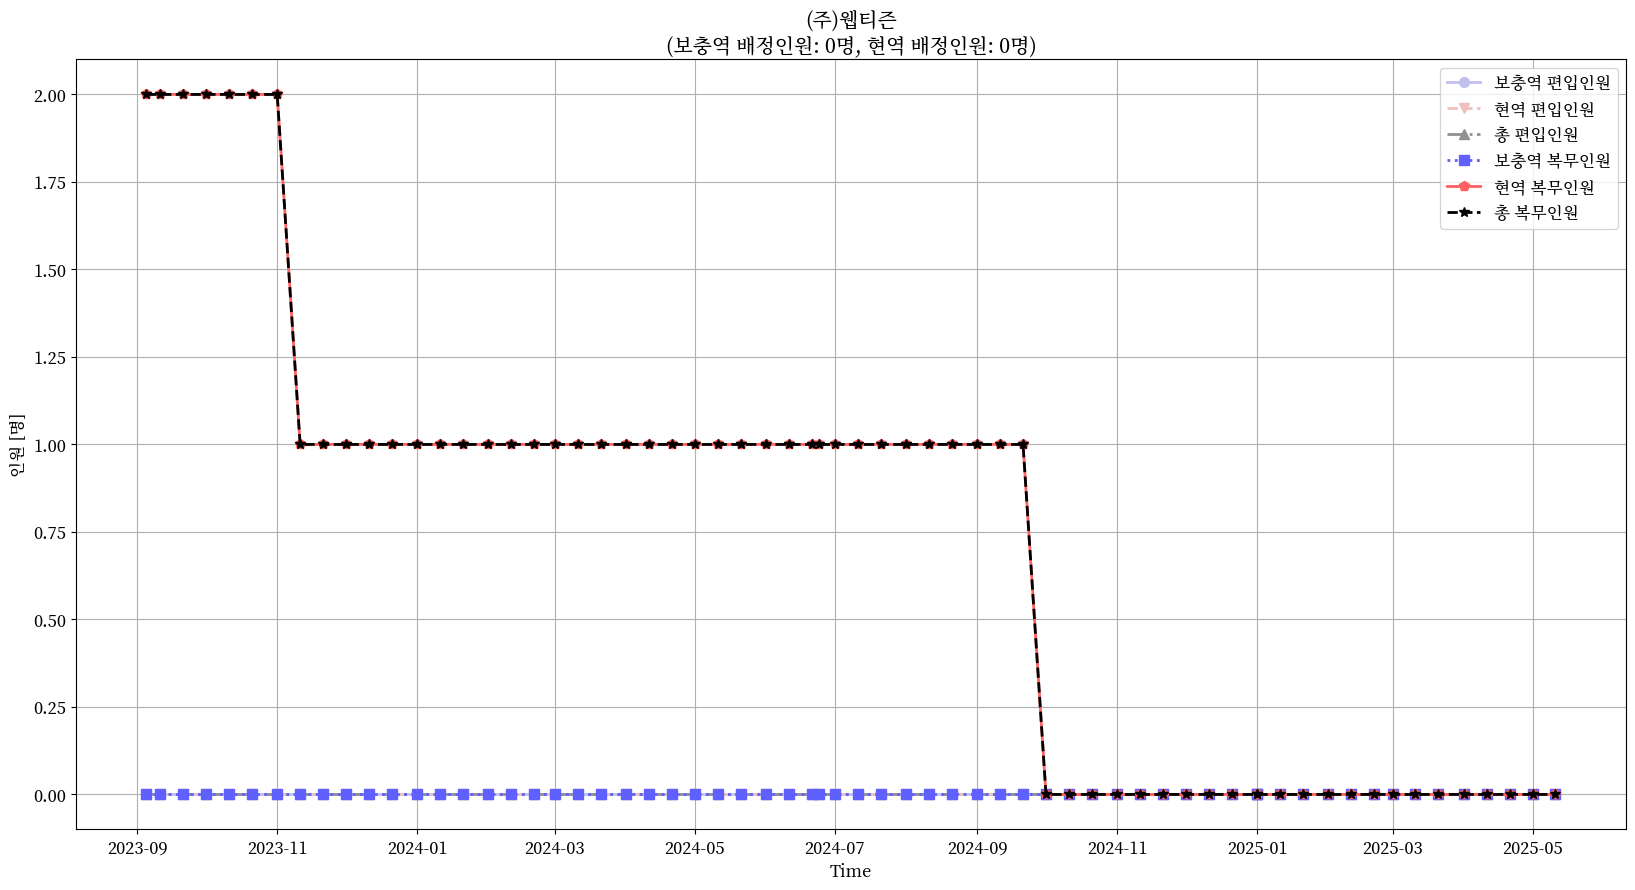 (주)웹티즌
(보충역 배정인원: 0명, 현역 배정인원: 0명)
보충역 편입인원
현역 편입인원
총 편입인원
보충역 복무인원
현역 복무인원
총 복무인원
인원 [명]
2.00
1.75
1.50
1.25
1.00
0.75
0.50
0.25
0.00
2023-09 2023-11 2024-01 2024-03 2024-05 2024-07 2024-09 2024-11 2025-01 2025-03 2025-05
Time